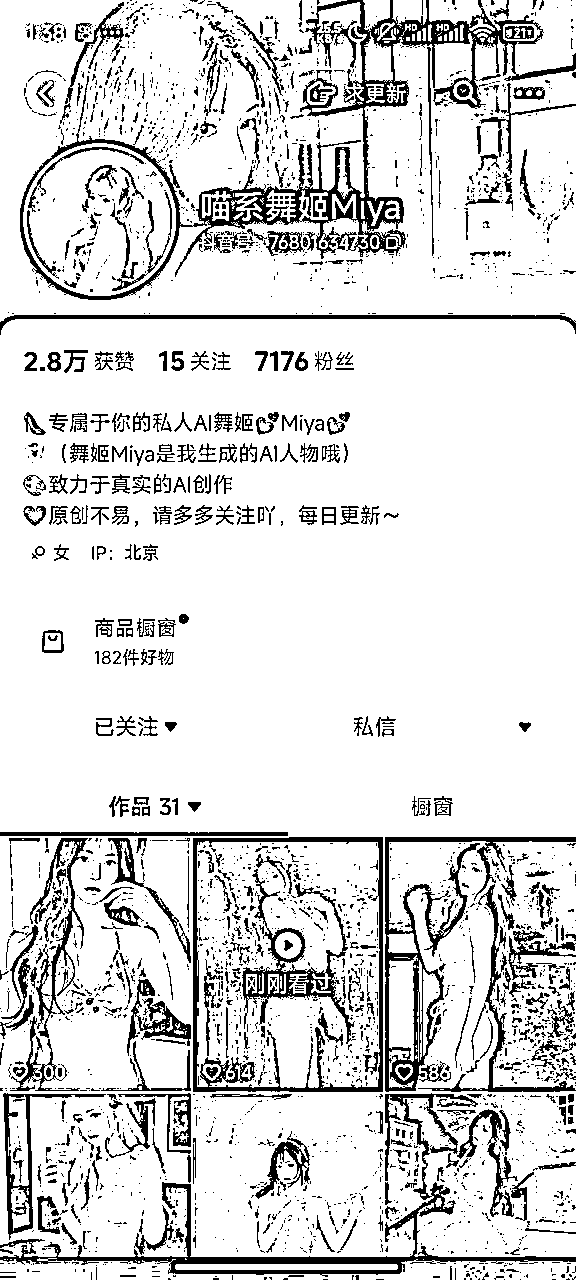 1:38
求更新
喵系舞姬Miya
抖音号：76801634730
2.8万 获赞 15 关注 7176 粉丝
专属于你的私人AI舞姬💕Miya💕
（舞姬Miya是我生成的AI人物哦）
致力于真实的AI创作
原创不易，请多多关注吖，每日更新～
女 IP：北京
商品橱窗
182件好物
已关注 私信
作品 31 橱窗
刚刚看过
300 614 586